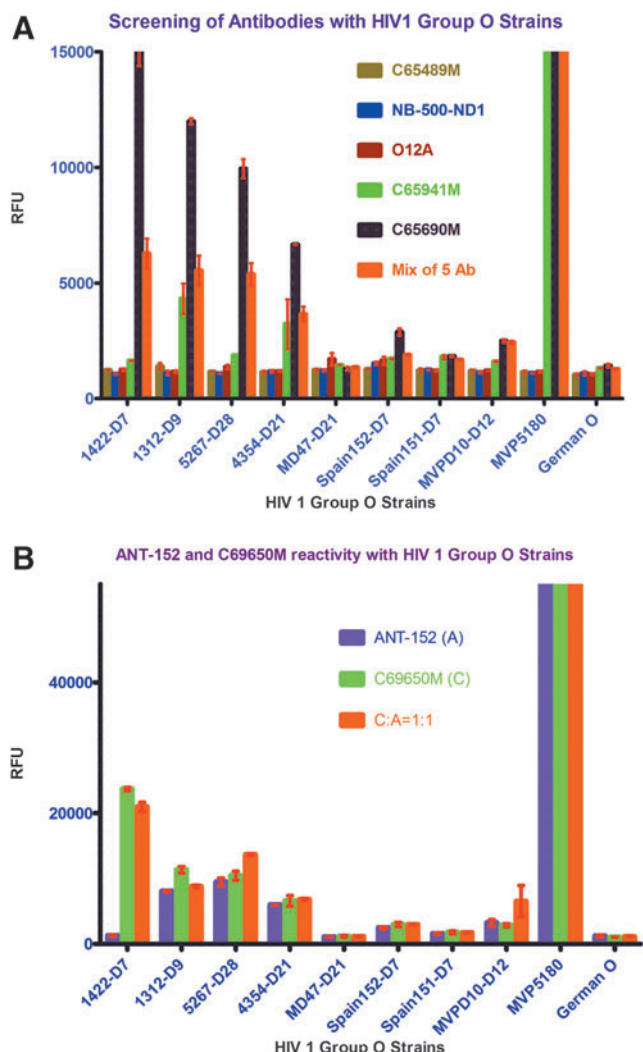 A
Screening of Antibodies with HIV1 Group O Strains
15000
10000
5000
0
RFU
C65489M
NB-500-ND1
O12A
C65941M
C65690M
Mix of 5 Ab
1422-D7
1312-D9
5267-D28
4354-D21
MD47-D21
Spain152-D7
Spain151-D7
MVPD10-D12
MVP5180
German O
HIV 1 Group O Strains
B
ANT-152 and C69650M reactivity with HIV 1 Group O Strains
40000
20000
0
RFU
ANT-152 (A)
C69650M (C)
C:A=1:1
1422-D7
1312-D9
5267-D28
4354-D21
MD47-D21
Spain152-D7
Spain151-D7
MVPD10-D12
MVP5180
German O
HIV 1 Group O Strains